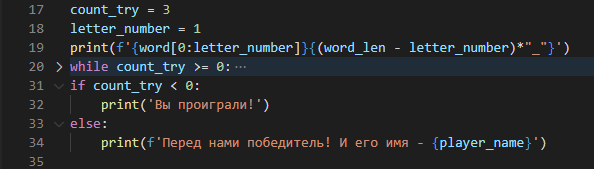 17 count_try = 3
18 letter_number = 1
19 print(f'{word[0:letter_number]}{(word_len - letter_number)*"_"}')
20 > while count_try >= 0:···
31 if count_try < 0:
32     print('Вы проиграли!')
33 else:
34     print(f'Перед нами победитель! И его имя - {player_name}')
35